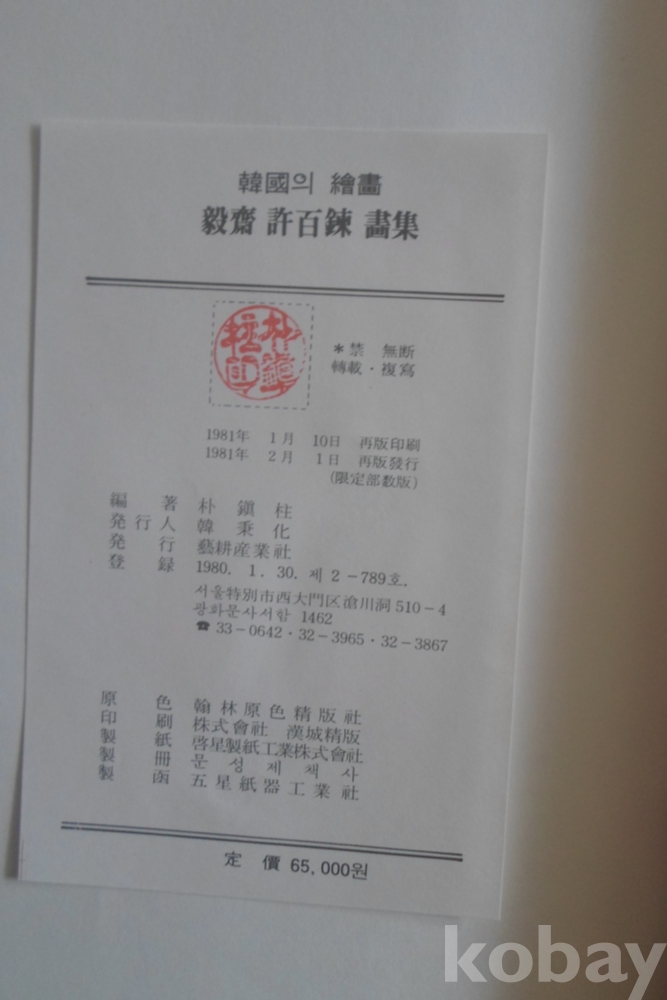 韓國의 繪畫
毅齋 許百鍊 畫集
*禁 無断
轉載·複寫
1981年 1月 10日 再版印刷
1981年 2月 1日 再版發行
(限定部数版)
編著 朴鎭柱
発行人 韓秉化
発行 藝耕産業社
登録 1980. 1. 30. 제 2-789호.
서울特別市西大門区滄川洞 510-4
광화문사서함 1462
☎ 33-0642·32-3965·32-3867
原色 翰林原色精版社
印刷 株式會社 漢城精版
製紙 啓星製紙工業株式會社
製冊 문성제책사
製函 五星紙器工業社
定價 65,000원
kobay